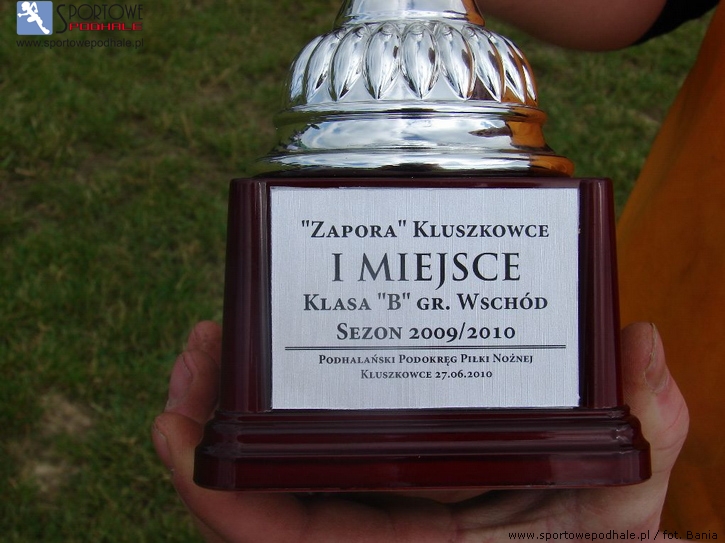 SPORTOWE
PODHALE
www.sportowepodhale.pl
"ZAPORA" KLUSZKOWCE
I MIEJSCE
KLASA "B" GR. WSCHÓD
SEZON 2009/2010
PODHALAŃSKI PODOKRĘG PIŁKI NOŻNEJ
KLUSZKOWCE 27.06.2010
www.sportowepodhale.pl / fot. Bania